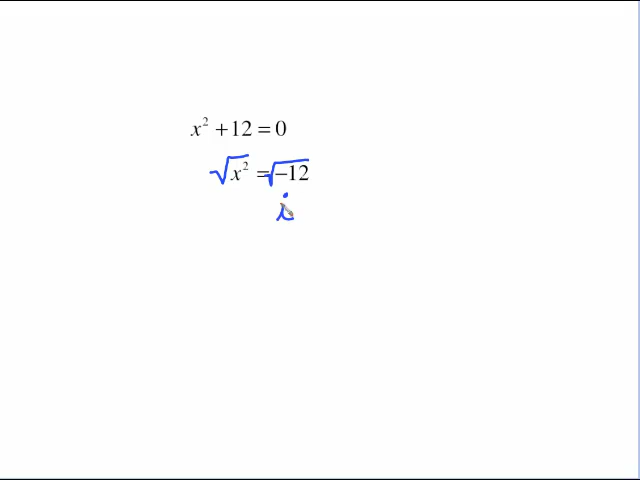 x² + 12 = 0
√x² = √−12
i